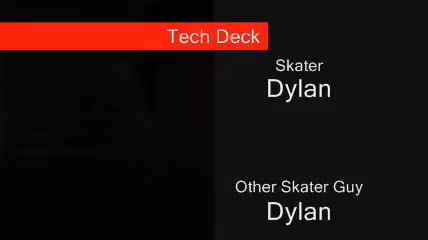 Tech Deck
Skater
Dylan
Other Skater Guy
Dylan